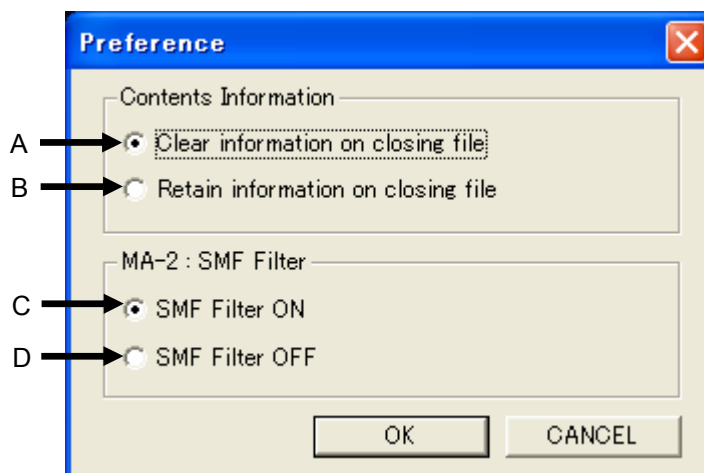 Preference
Contents Information
A
Clear information on closing file
B
Retain information on closing file
MA-2 : SMF Filter
C
SMF Filter ON
D
SMF Filter OFF
OK
CANCEL